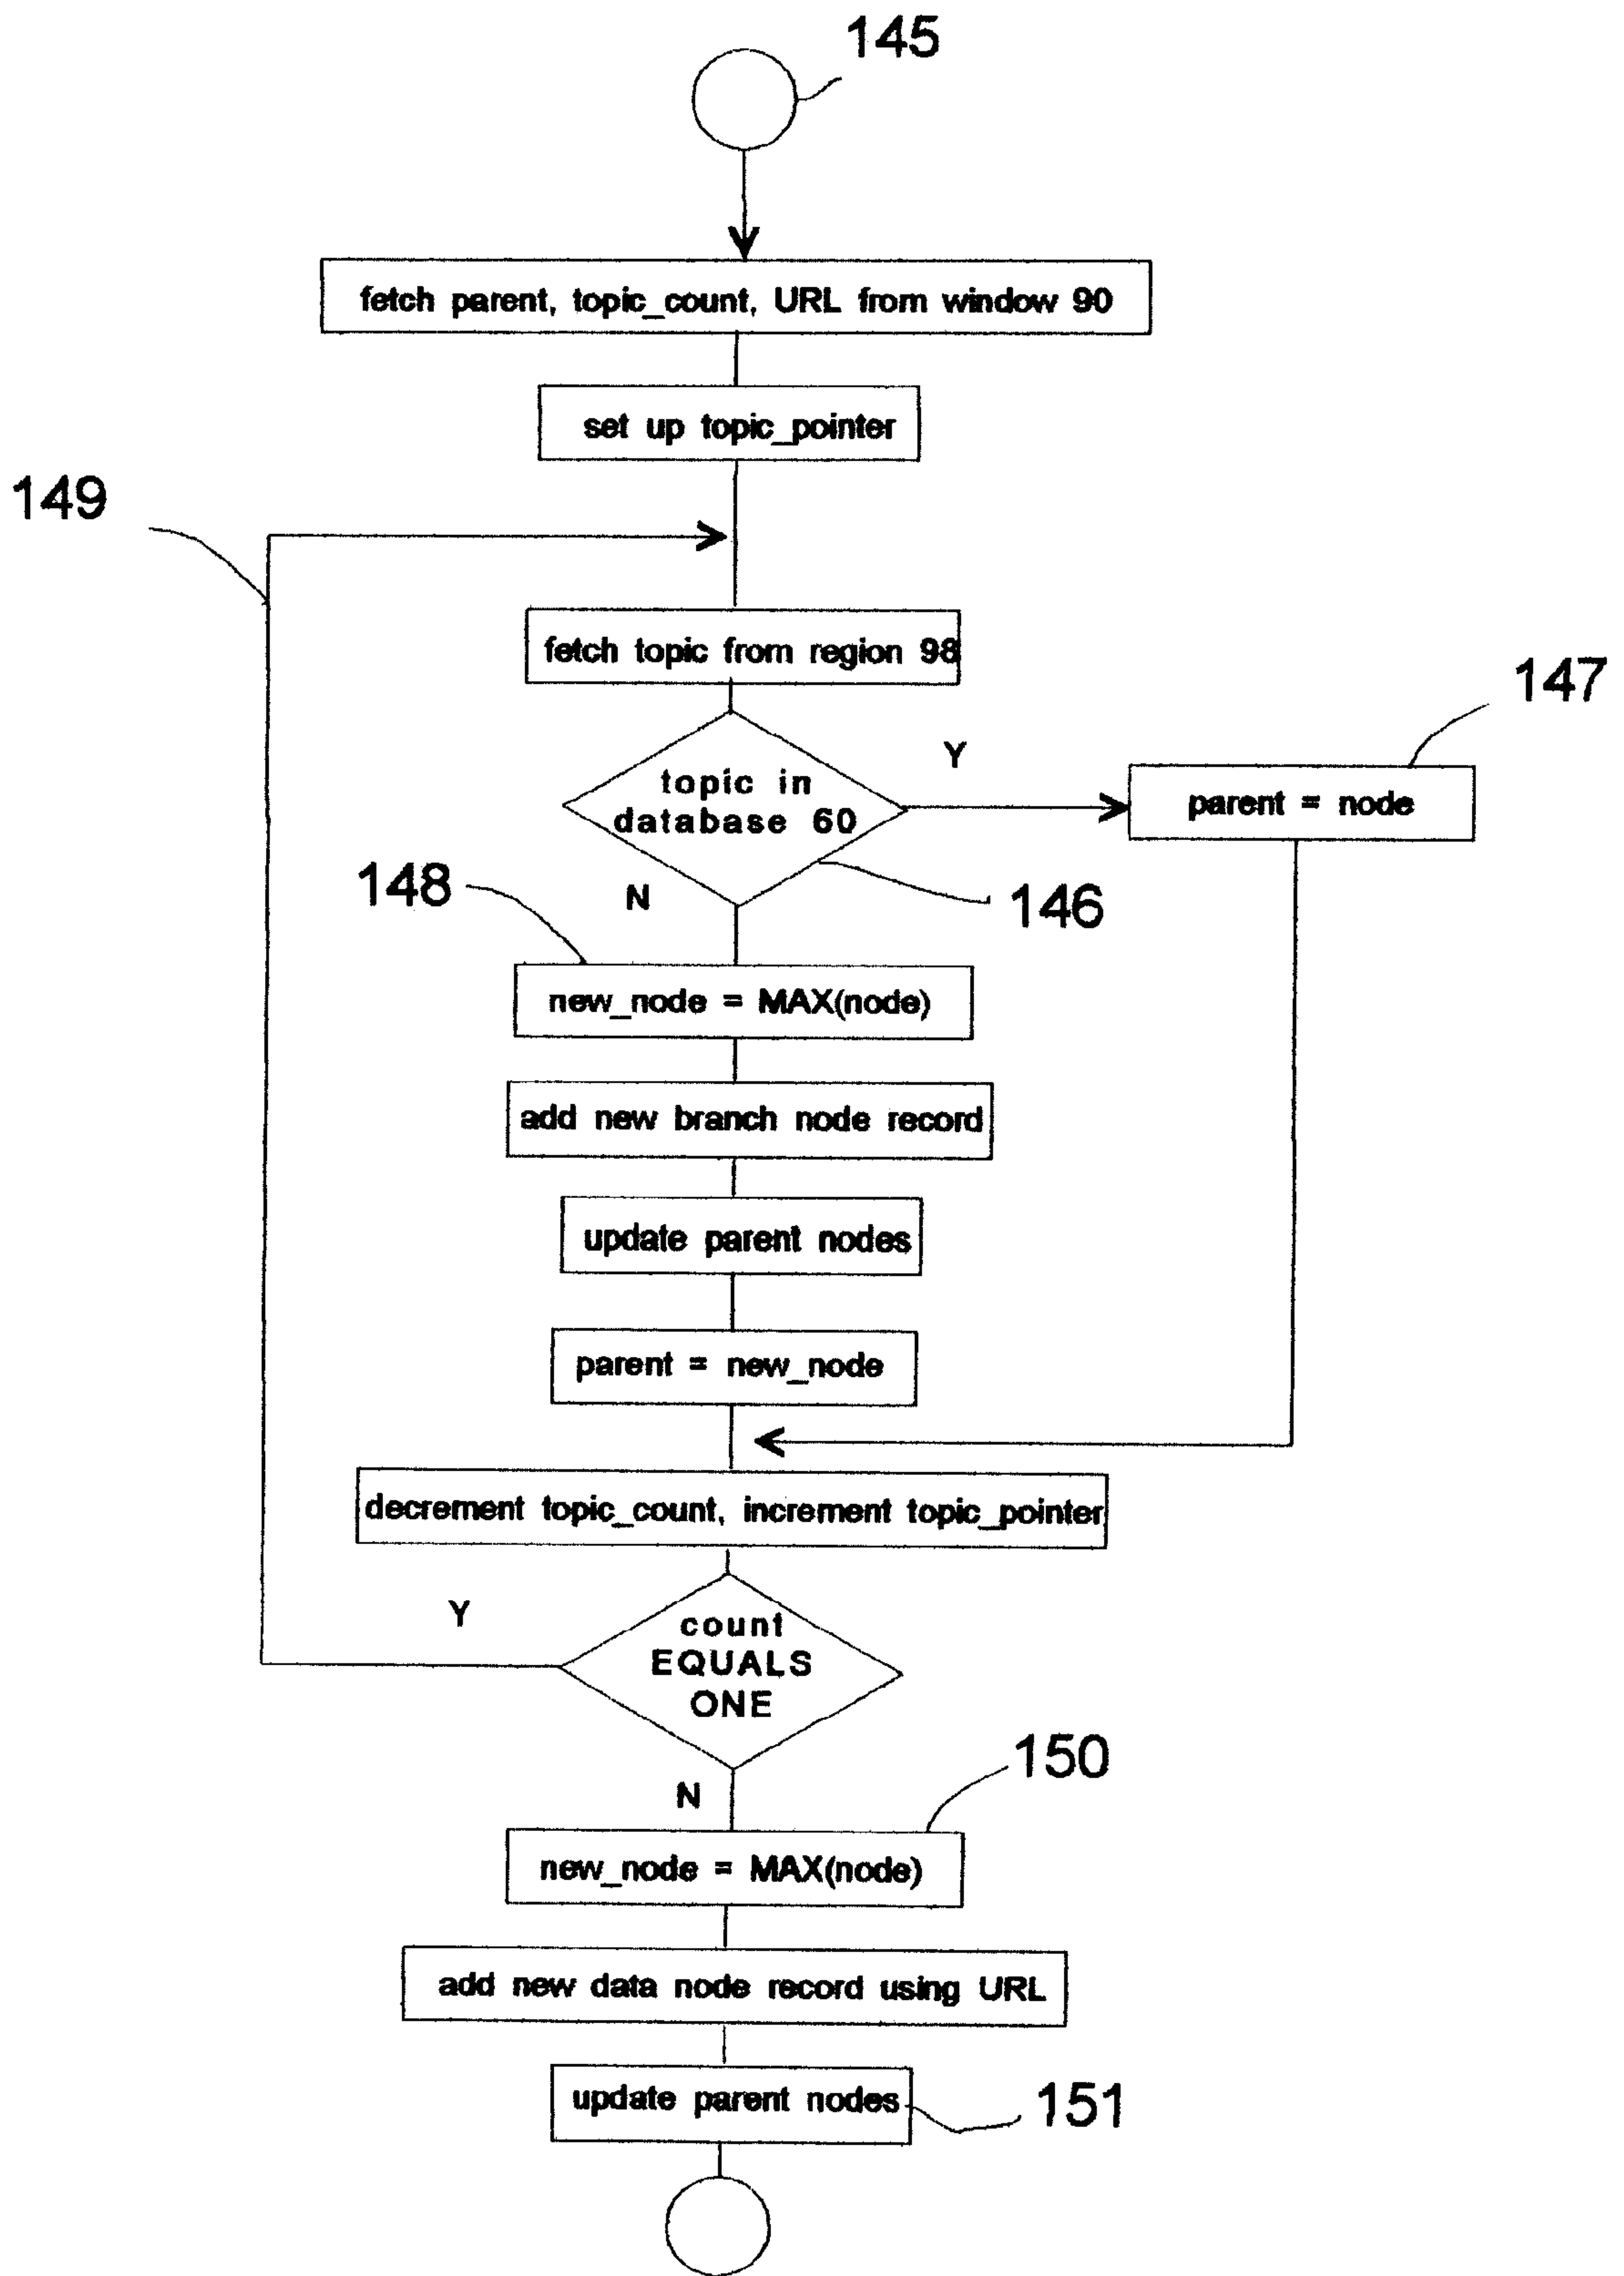 145
fetch parent, topic_count, URL from window 90
set up topic_pointer
149
fetch topic from region 98
147
Y
topic in
database 60
parent = node
148
N
146
new_node = MAX(node)
add new branch node record
update parent nodes
parent = new_node
decrement topic_count, increment topic_pointer
Y
count
EQUALS
ONE
150
N
new_node = MAX(node)
add new data node record using URL
update parent nodes
151